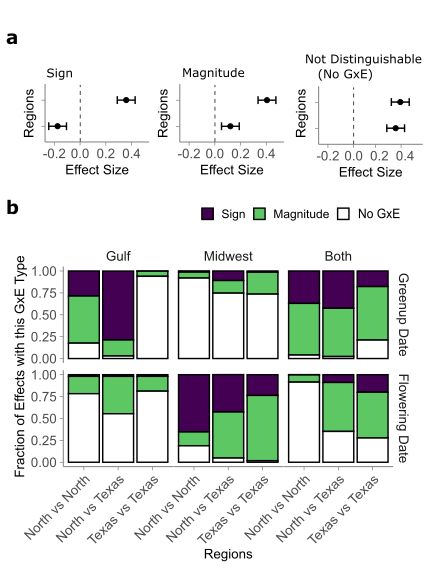 a
Sign
Magnitude
Not Distinguishable
(No GxE)
Regions
Regions
Regions
-0.2 0.0 0.2 0.4
-0.2 0.0 0.2 0.4
-0.2 0.0 0.2 0.4
Effect Size
Effect Size
Effect Size
b
Sign Magnitude No GxE
Gulf Midwest Both
Fraction of Effects with this GxE Type
1.00
0.75
0.50
0.25
0.00
Greenup Date
1.00
0.75
0.50
0.25
0.00
Flowering Date
North vs North
North vs Texas
Texas vs Texas
North vs North
North vs Texas
Texas vs Texas
North vs North
North vs Texas
Texas vs Texas
Regions